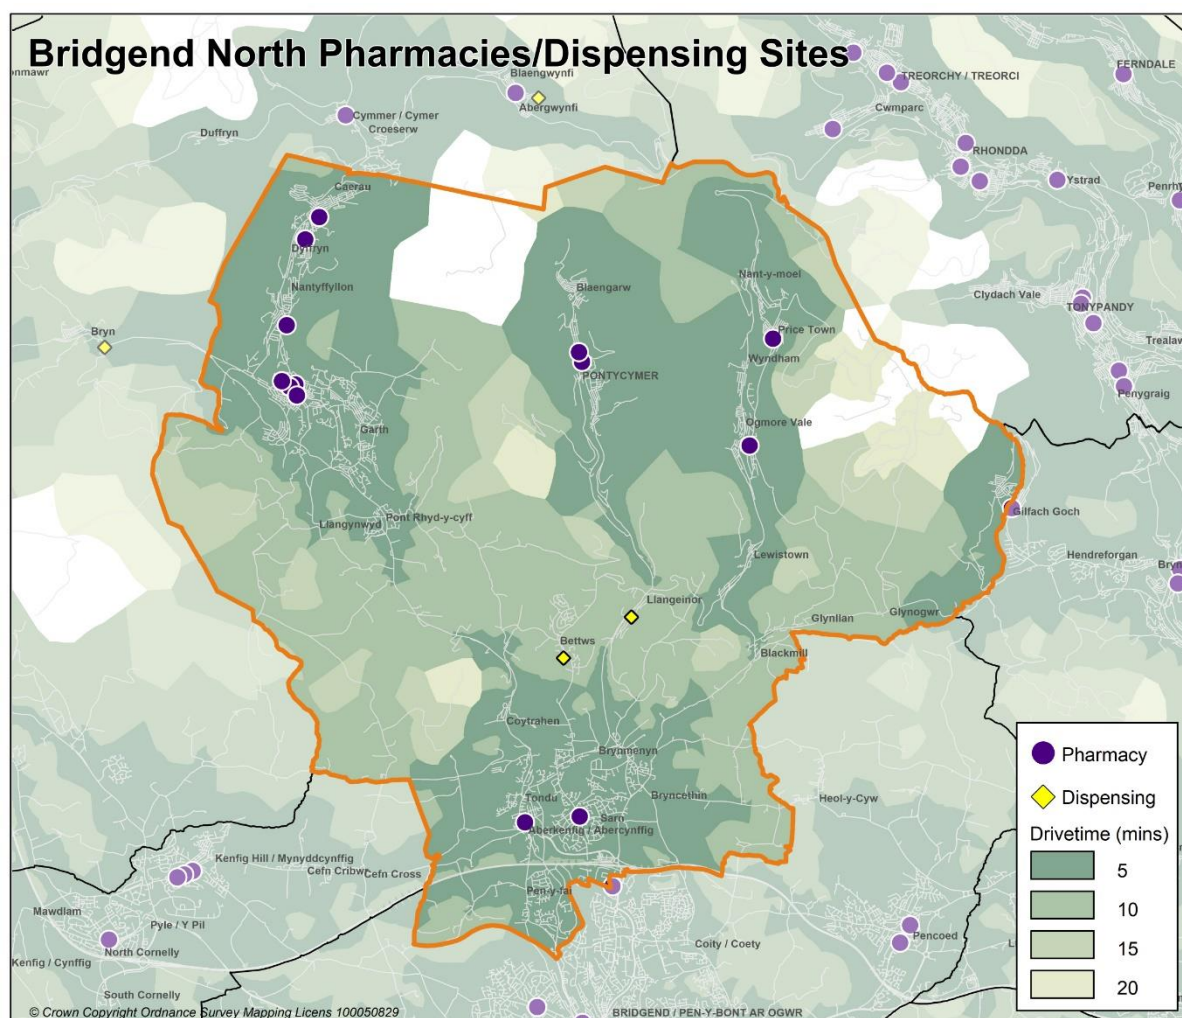 Bridgend North Pharmacies/Dispensing Sites
Blaengwynfi
Abergwynfi
TREORCHY / TREORCI
FERNDALE
Cwmparc
Cymmer / Cymer
Croeserw
Duffryn
RHONDDA
Ystrad
Caerau
Dyffryn
Nantyffyllon
Nant-y-moel
Blaengarw
Clydach Vale
TONYPANDY
Bryn
Price Town
Wyndham
PONTYCYMER
Penygraig
Ogmore Vale
Garth
Llangynwyd
Pont Rhyd-y-cyff
Gilfach Goch
Lewistown
Hendreforgan
Llangeinor
Glynllan
Glynogwr
Bettws
Blackmill
Coytrahen
Brynmenyn
Tondu
Bryncethin
Sarn
Aberkenfig / Abercynffig
Heol-y-Cyw
Kenfig Hill / Mynyddcynffig
Cefn Cribwr
Cefn Cross
Pen-y-fai
Mawdlam
Pyle / Y Pil
North Cornelly
Kenfig / Cynffig
Coity / Coety
Pencoed
South Cornelly
BRIDGEND / PEN-Y-BONT AR OGWR
Pharmacy
Dispensing
Drivetime (mins)
5
10
15
20
© Crown Copyright Ordnance Survey Mapping Licens 100050829